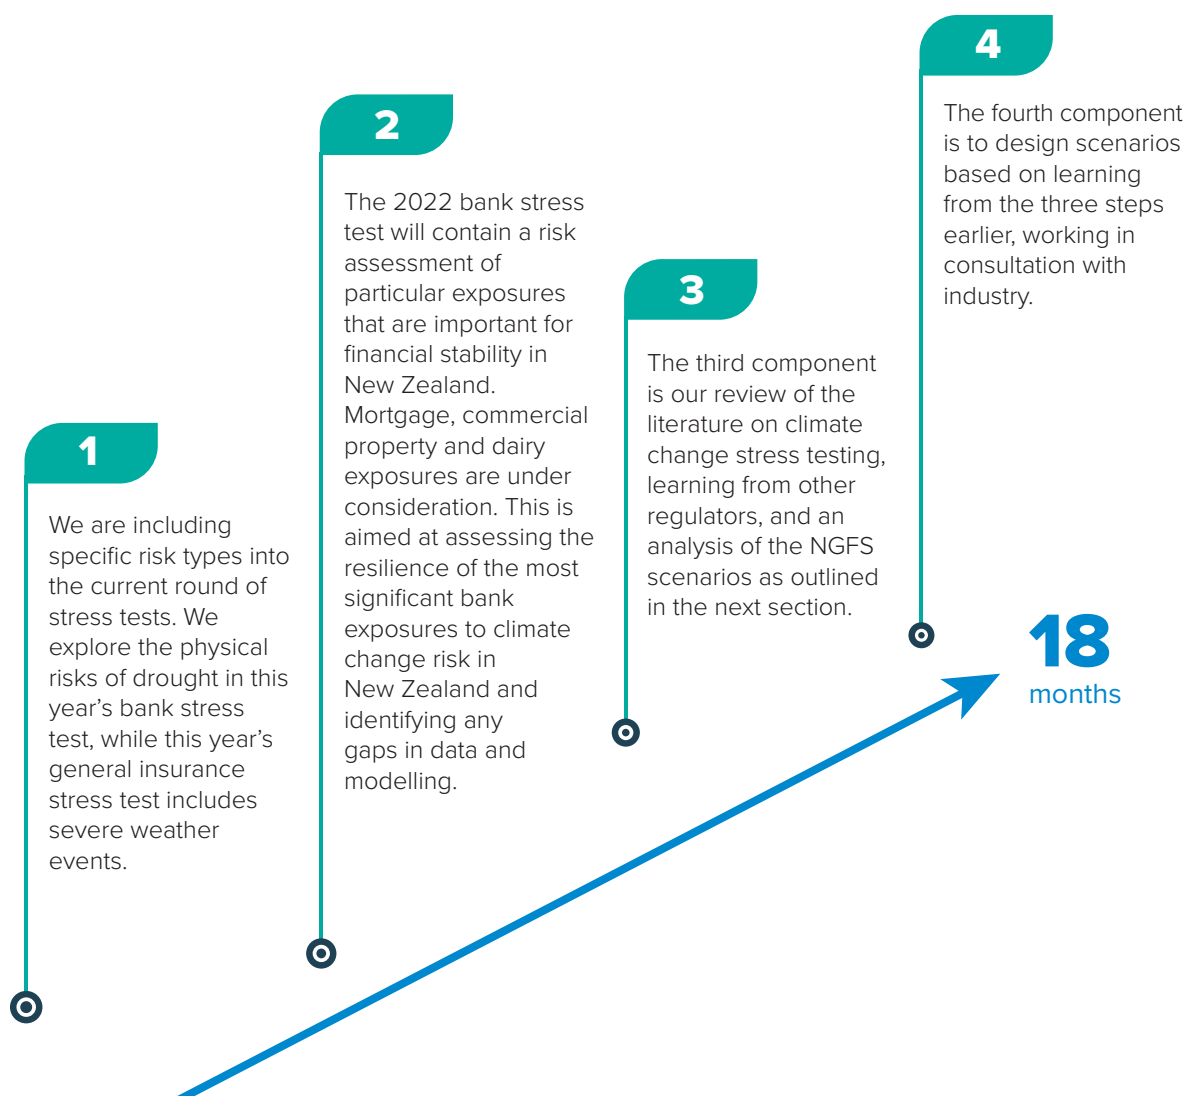 1
We are including
specific risk types into
the current round of
stress tests. We
explore the physical
risks of drought in this
year’s bank stress
test, while this year’s
general insurance
stress test includes
severe weather
events.
2
The 2022 bank stress
test will contain a risk
assessment of
particular exposures
that are important for
financial stability in
New Zealand.
Mortgage, commercial
property and dairy
exposures are under
consideration. This is
aimed at assessing the
resilience of the most
significant bank
exposures to climate
change risk in
New Zealand and
identifying any
gaps in data and
modelling.
3
The third component
is our review of the
literature on climate
change stress testing,
learning from other
regulators, and an
analysis of the NGFS
scenarios as outlined
in the next section.
4
The fourth component
is to design scenarios
based on learning
from the three steps
earlier, working in
consultation with
industry.
18
months